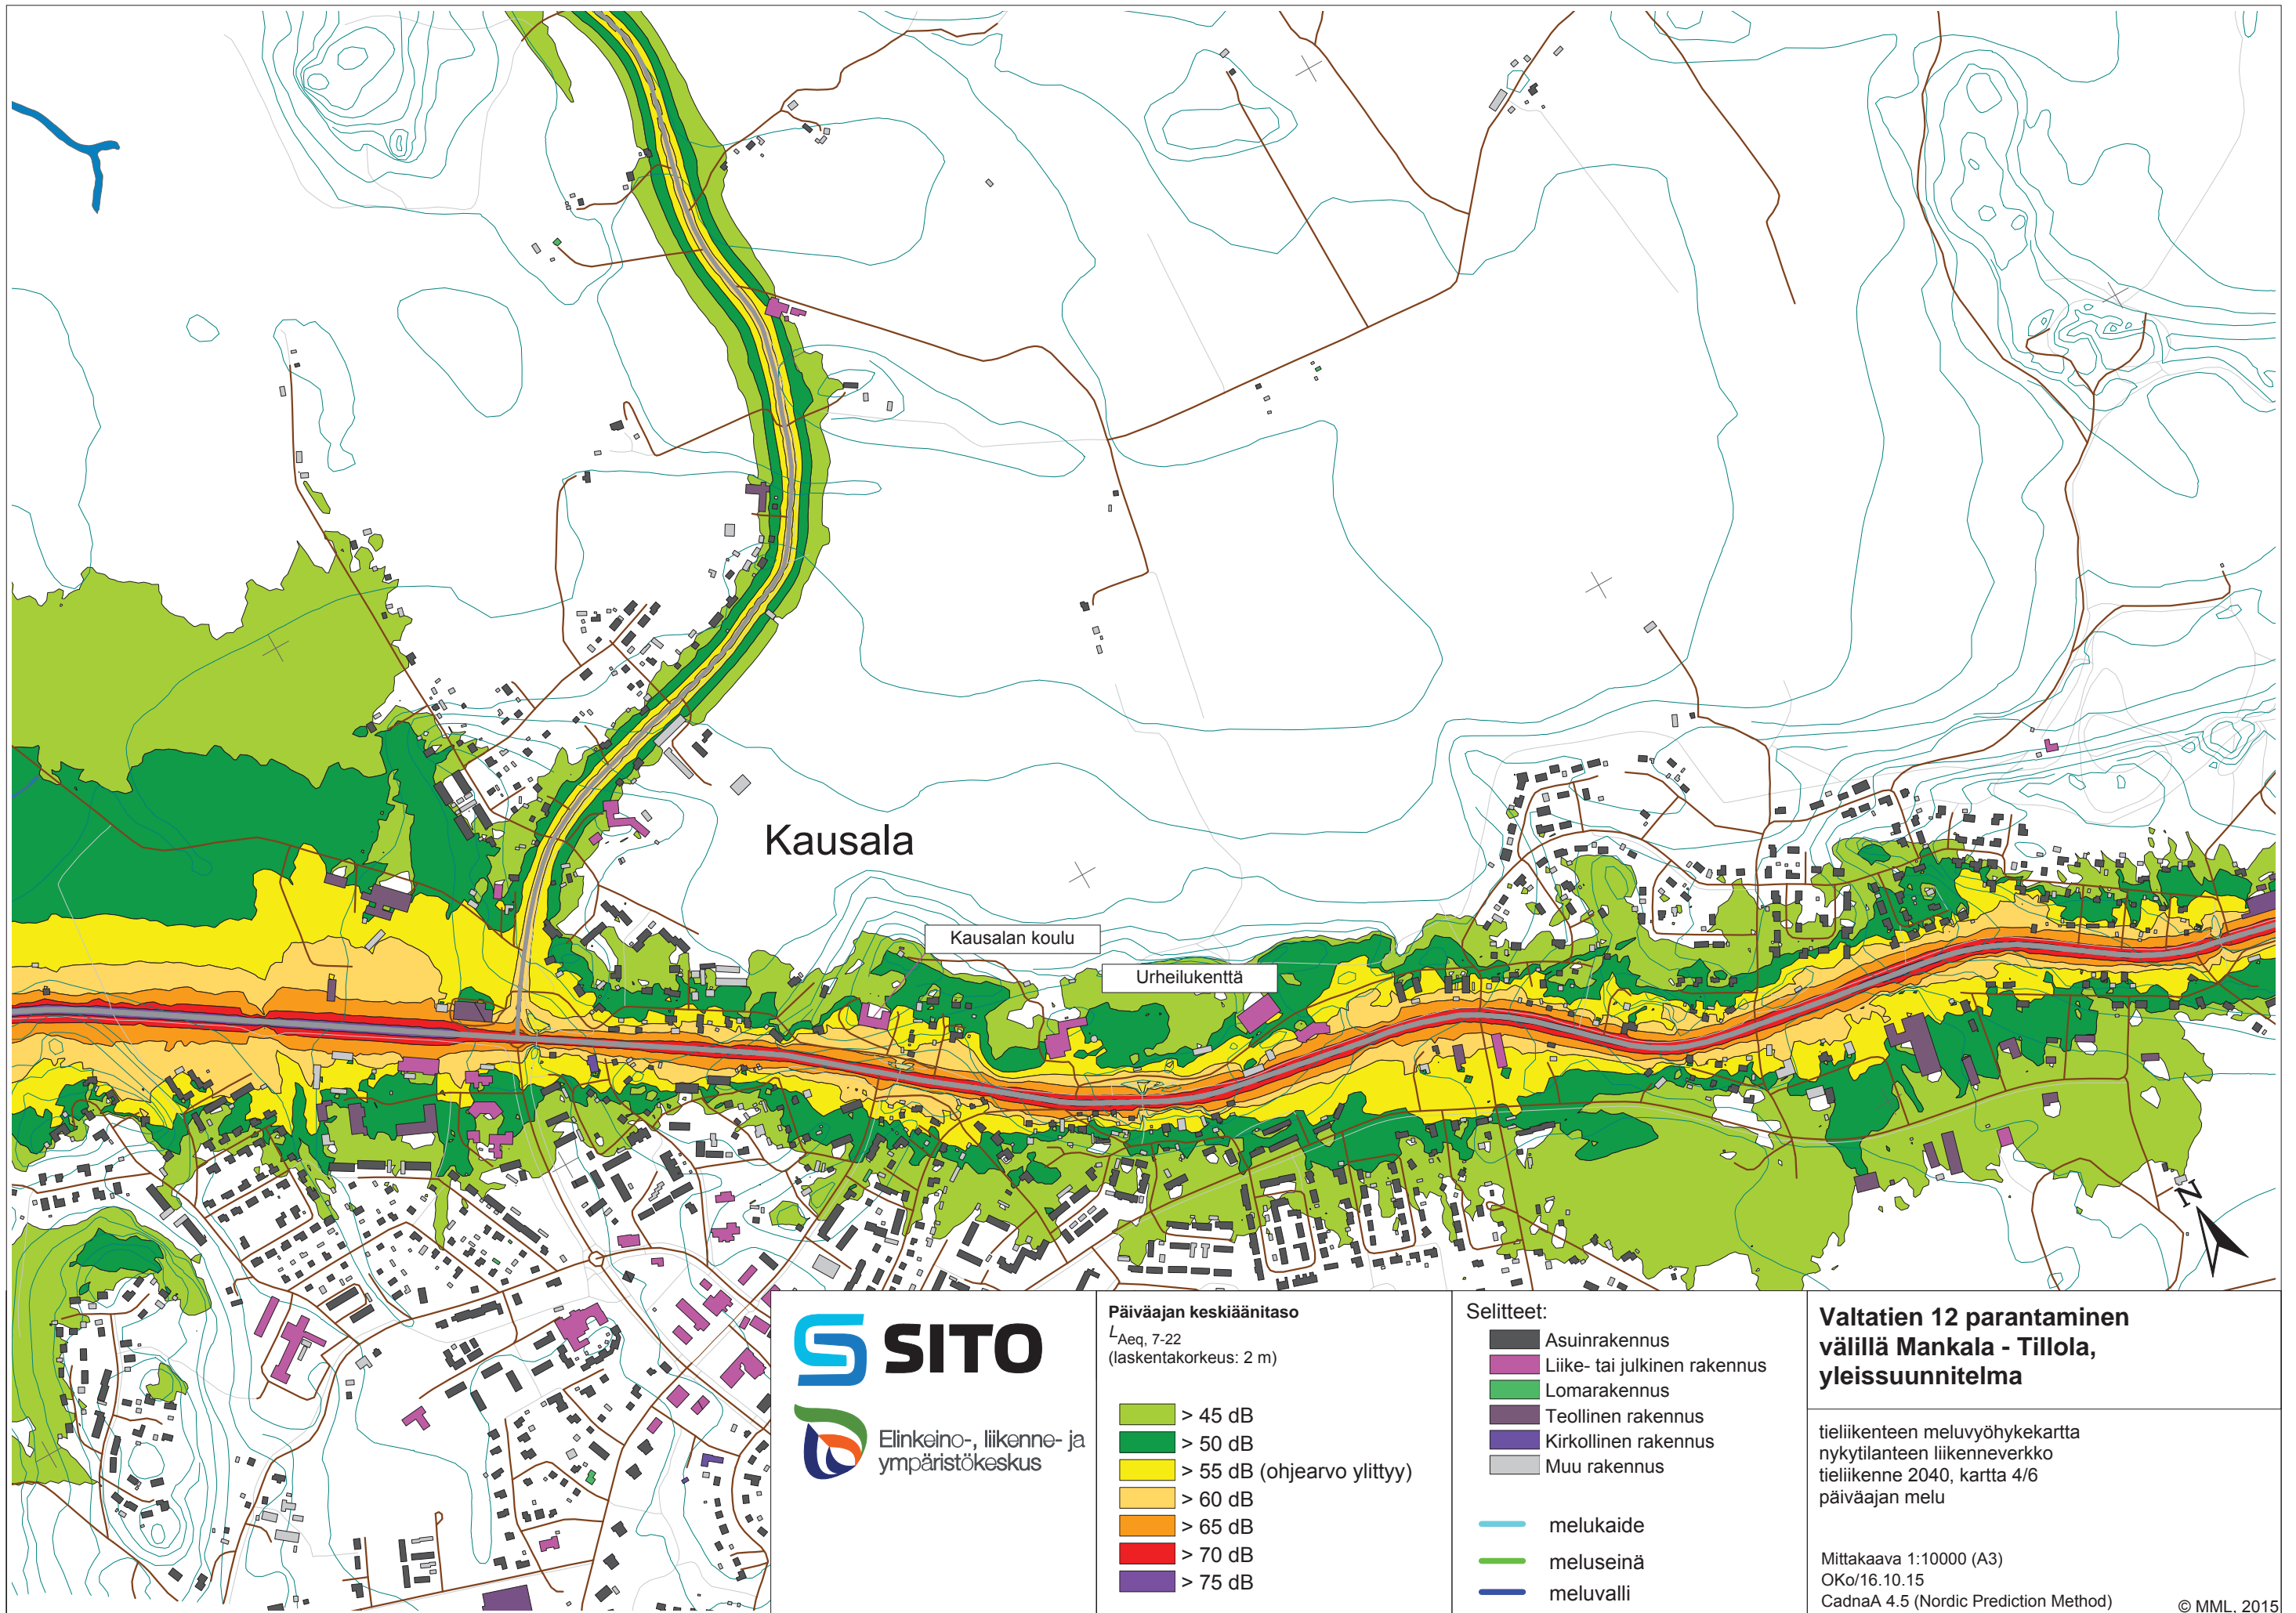 Kausala
Kausalan koulu
Urheilukenttä
N
SITO
Elinkeino-, liikenne- ja
ympäristökeskus
Päiväajan keskiäänitaso
LAeq, 7-22
(laskentakorkeus: 2 m)
> 45 dB
> 50 dB
> 55 dB (ohjearvo ylittyy)
> 60 dB
> 65 dB
> 70 dB
> 75 dB
Selitteet:
Asuinrakennus
Liike- tai julkinen rakennus
Lomarakennus
Teollinen rakennus
Kirkollinen rakennus
Muu rakennus
melukaide
meluseinä
meluvalli
Valtatien 12 parantaminen
välillä Mankala - Tillola,
yleissuunnitelma
tieliikenteen meluvyöhykekartta
nykytilanteen liikenneverkko
tieliikenne 2040, kartta 4/6
päiväajan melu
Mittakaava 1:10000 (A3)
OKo/16.10.15
CadnaA 4.5 (Nordic Prediction Method)
© MML, 2015